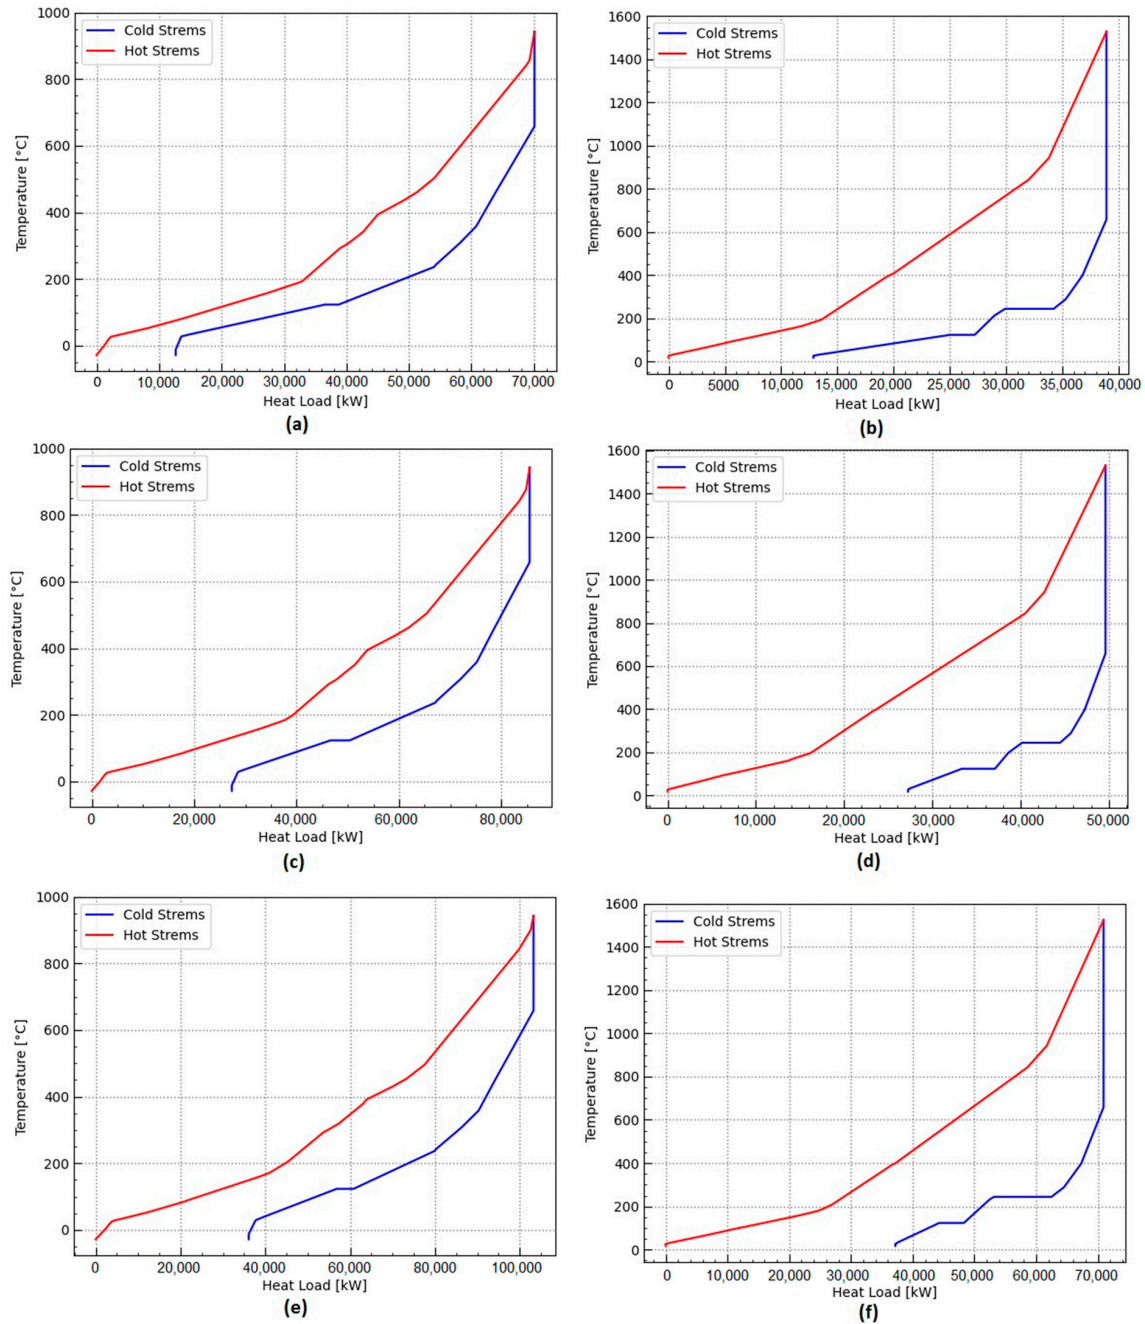 1000
800
600
400
200
0
Temperature [°C]
Cold Strems
Hot Strems
0 10,000 20,000 30,000 40,000 50,000 60,000 70,000
Heat Load [kW]
(a)
1600
1400
1200
1000
800
600
400
200
0
Temperature [°C]
Cold Strems
Hot Strems
0 5000 10,000 15,000 20,000 25,000 30,000 35,000 40,000
Heat Load [kW]
(b)
1000
800
600
400
200
0
Temperature [°C]
Cold Strems
Hot Strems
0 20,000 40,000 60,000 80,000
Heat Load [kW]
(c)
1600
1400
1200
1000
800
600
400
200
0
Temperature [°C]
Cold Strems
Hot Strems
0 10,000 20,000 30,000 40,000 50,000
Heat Load [kW]
(d)
1000
800
600
400
200
0
Temperature [°C]
Cold Strems
Hot Strems
0 20,000 40,000 60,000 80,000 100,000
Heat Load [kW]
(e)
1600
1400
1200
1000
800
600
400
200
0
Temperature [°C]
Cold Strems
Hot Strems
0 10,000 20,000 30,000 40,000 50,000 60,000 70,000
Heat Load [kW]
(f)